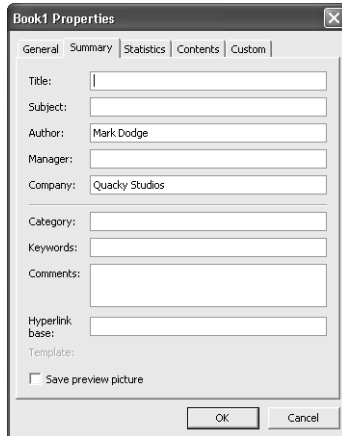 Book1 Properties
General Summary Statistics Contents Custom
Title:
Subject:
Author: Mark Dodge
Manager:
Company: Quacky Studios
Category:
Keywords:
Comments:
Hyperlink
base:
Template:
Save preview picture
OK Cancel